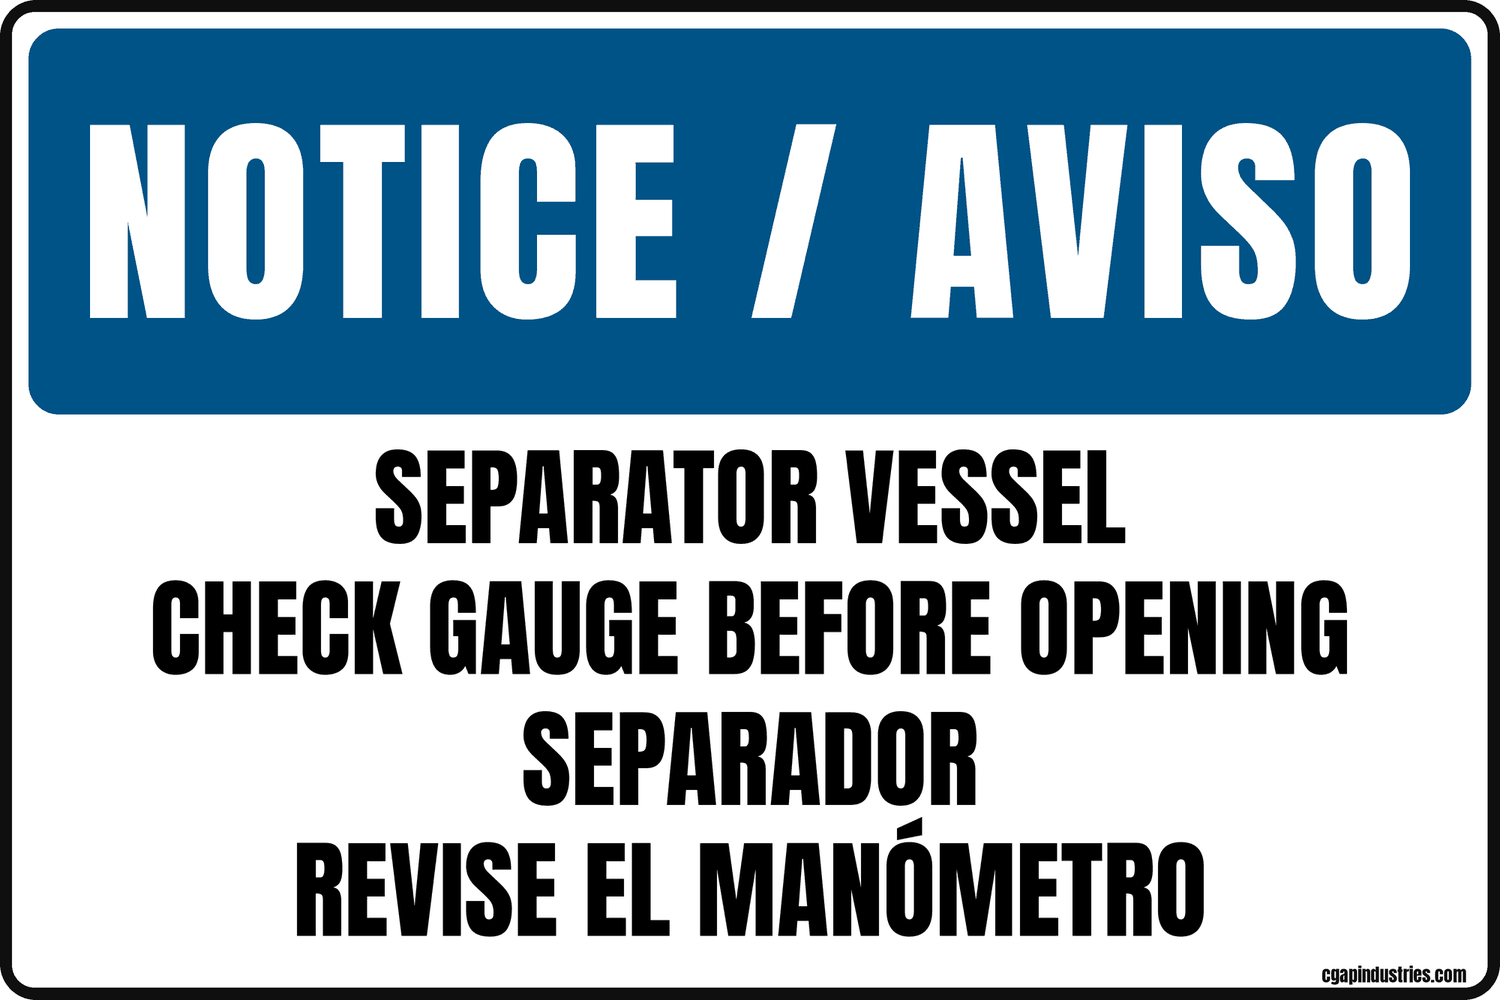 NOTICE / AVISO
SEPARATOR VESSEL
CHECK GAUGE BEFORE OPENING
SEPARADOR
REVISE EL MANÓMETRO
cgapindustries.com